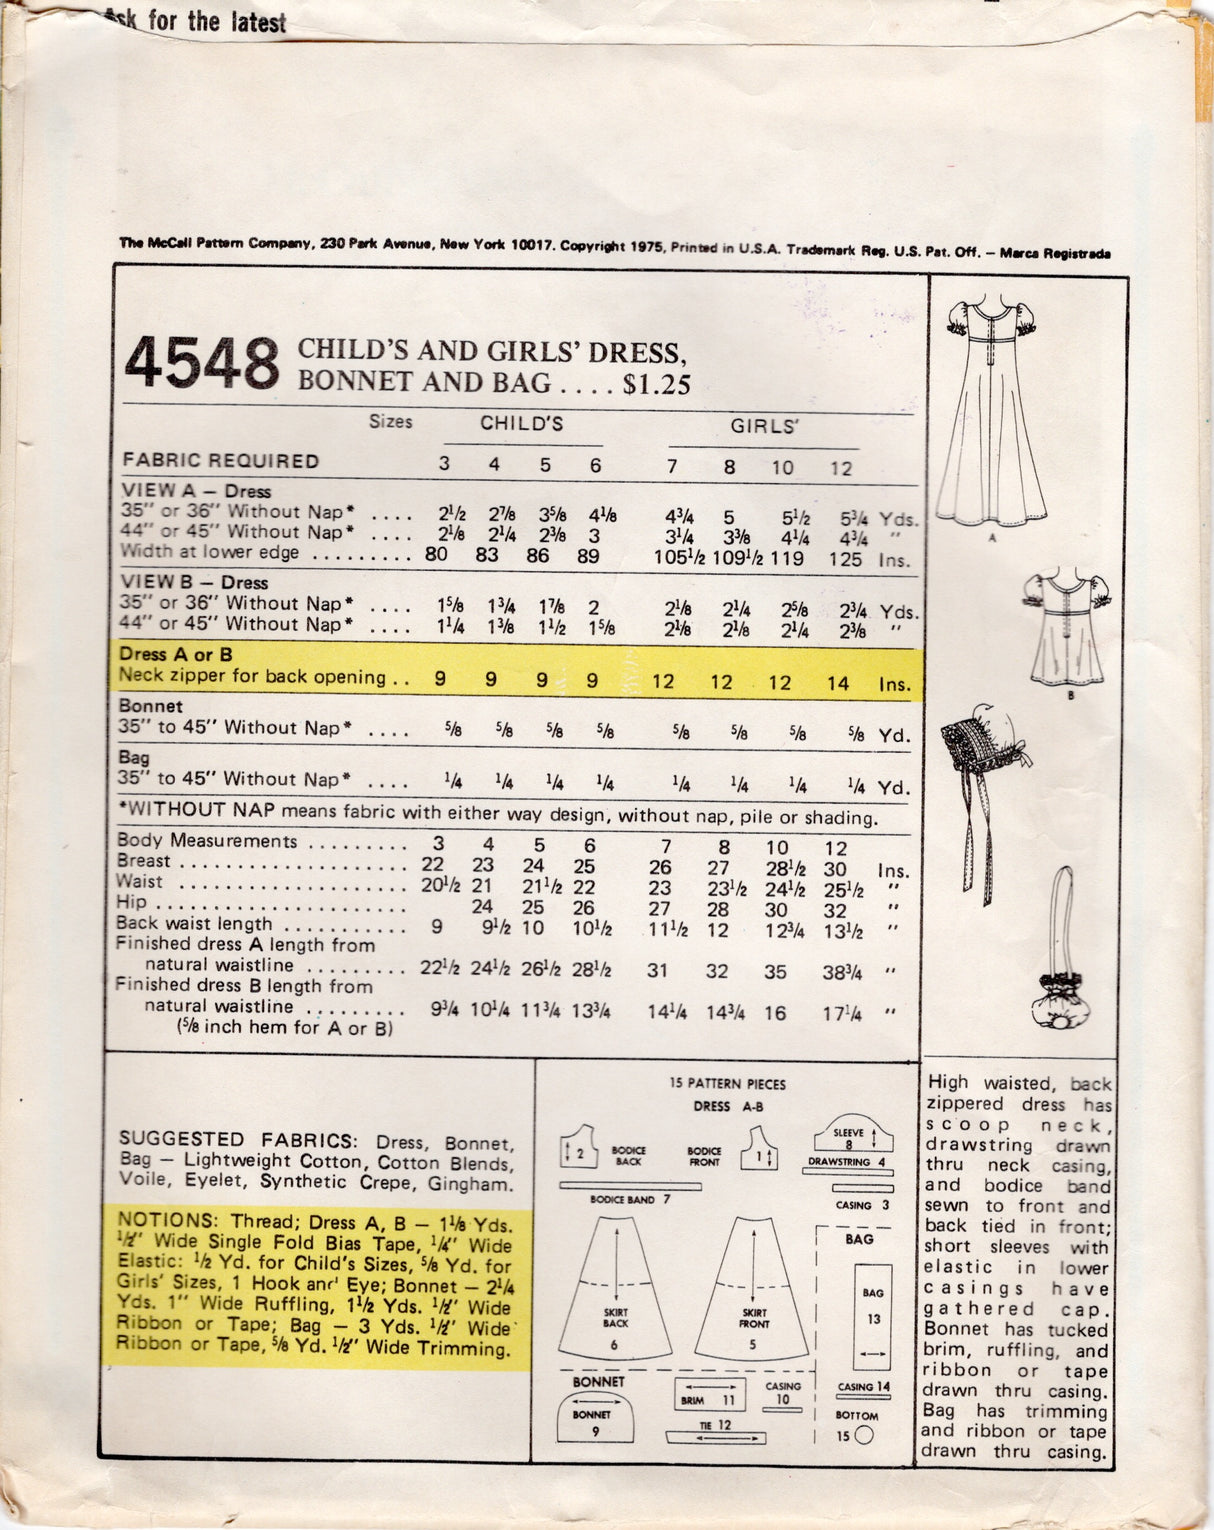 Ask for the latest
The McCall Pattern Company, 230 Park Avenue, New York 10017. Copyright 1975, Printed in U.S.A. Trademark Reg. U.S. Pat. Off. – Marca Registrada
4548 CHILD'S AND GIRLS' DRESS,
BONNET AND BAG . . . . $1.25
Sizes CHILD'S GIRLS'
FABRIC REQUIRED 3 4 5 6 7 8 10 12
VIEW A – Dress
35" or 36" Without Nap* . . . . 2½ 2⅞ 3⅝ 4⅛ 4¾ 5 5½ 5¾ Yds.
44" or 45" Without Nap* . . . . 2⅛ 2¼ 2⅜ 3 3¼ 3⅜ 4¼ 4¾ "
Width at lower edge . . . . . . . . . 80 83 86 89 105½ 109½ 119 125 Ins.
VIEW B – Dress
35" or 36" Without Nap* . . . . 1⅝ 1¾ 1⅞ 2 2⅛ 2¼ 2⅝ 2¾ Yds.
44" or 45" Without Nap* . . . . 1¼ 1⅜ 1½ 1⅝ 2⅛ 2⅛ 2¼ 2⅜ "
Dress A or B
Neck zipper for back opening . . 9 9 9 9 12 12 12 14 Ins.
Bonnet
35" to 45" Without Nap* . . . . ⅝ ⅝ ⅝ ⅝ ⅝ ⅝ ⅝ ⅝ Yd.
Bag
35" to 45" Without Nap* . . . . ¼ ¼ ¼ ¼ ¼ ¼ ¼ ¼ Yd.
*WITHOUT NAP means fabric with either way design, without nap, pile or shading.
Body Measurements . . . . . . . . . 3 4 5 6 7 8 10 12
Breast . . . . . . . . . . . . . . . . . . . . . 22 23 24 25 26 27 28½ 30 Ins.
Waist . . . . . . . . . . . . . . . . . . . . . 20½ 21 21½ 22 23 23½ 24½ 25½ "
Hip . . . . . . . . . . . . . . . . . . . . . . . 24 25 26 27 28 30 32 "
Back waist length . . . . . . . . . . . 9 9½ 10 10½ 11½ 12 12¾ 13½ "
Finished dress A length from
natural waistline . . . . . . . . . 22½ 24½ 26½ 28½ 31 32 35 38¾ "
Finished dress B length from
natural waistline . . . . . . . . . 9¾ 10¼ 11¾ 13¾ 14¼ 14¾ 16 17¼ "
(⅝ inch hem for A or B)
A
B
SUGGESTED FABRICS: Dress, Bonnet,
Bag – Lightweight Cotton, Cotton Blends,
Voile, Eyelet, Synthetic Crepe, Gingham.
NOTIONS: Thread; Dress A, B – 1⅛ Yds.
½" Wide Single Fold Bias Tape, ¼" Wide
Elastic: ½ Yd. for Child's Sizes, ⅝ Yd. for
Girls' Sizes, 1 Hook and Eye; Bonnet – 2¼
Yds. 1" Wide Ruffling, 1½ Yds. ½" Wide
Ribbon or Tape; Bag – 3 Yds. ½" Wide
Ribbon or Tape, ⅝ Yd. ½" Wide Trimming.
15 PATTERN PIECES
DRESS A-B
2 BODICE BACK
BODICE FRONT 1
SLEEVE 8
DRAWSTRING 4
BODICE BAND 7
CASING 3
SKIRT BACK 6
SKIRT FRONT 5
BAG
BAG 13
BONNET
BONNET 9
BRIM 11
CASING 10
TIE 12
CASING 14
BOTTOM 15
High waisted, back
zippered dress has
scoop neck,
drawstring drawn
thru neck casing,
and bodice band
sewn to front and
back tied in front;
short sleeves with
elastic in lower
casings have
gathered cap.
Bonnet has tucked
brim, ruffling, and
ribbon or tape
drawn thru casing.
Bag has trimming
and ribbon or tape
drawn thru casing.